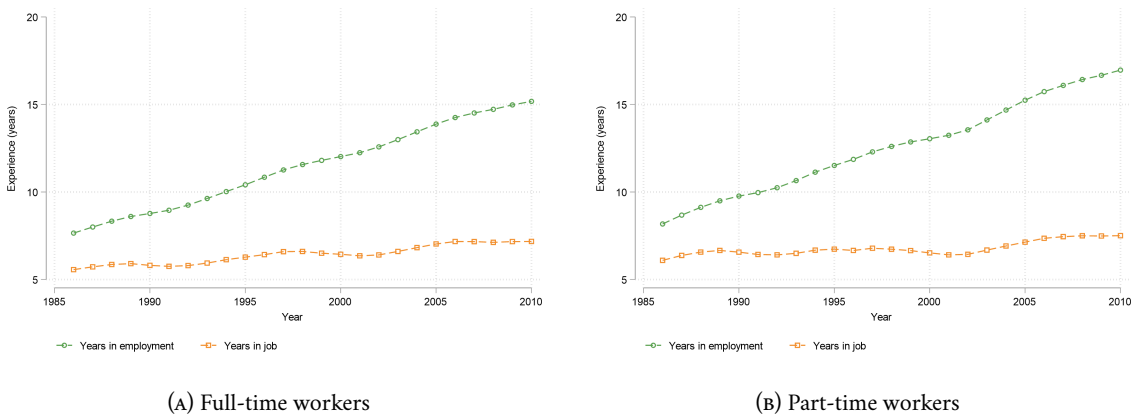 20
15
10
5
Experience (years)
1985 1990 1995 2000 2005 2010
Year
Years in employment Years in job
(A) Full-time workers
20
15
10
5
Experience (years)
1985 1990 1995 2000 2005 2010
Year
Years in employment Years in job
(B) Part-time workers